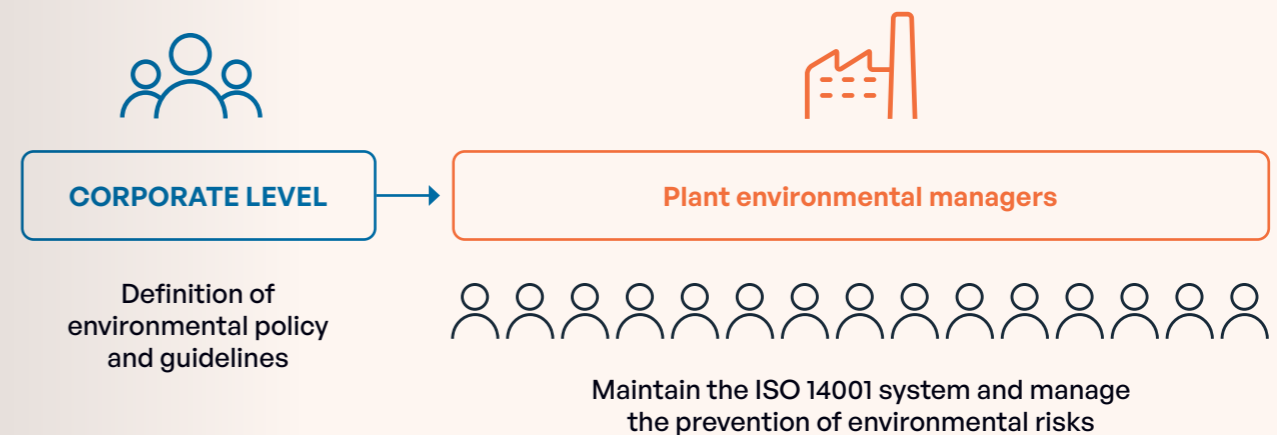 CORPORATE LEVEL
Plant environmental managers
Definition of
environmental policy
and guidelines
Maintain the ISO 14001 system and manage
the prevention of environmental risks